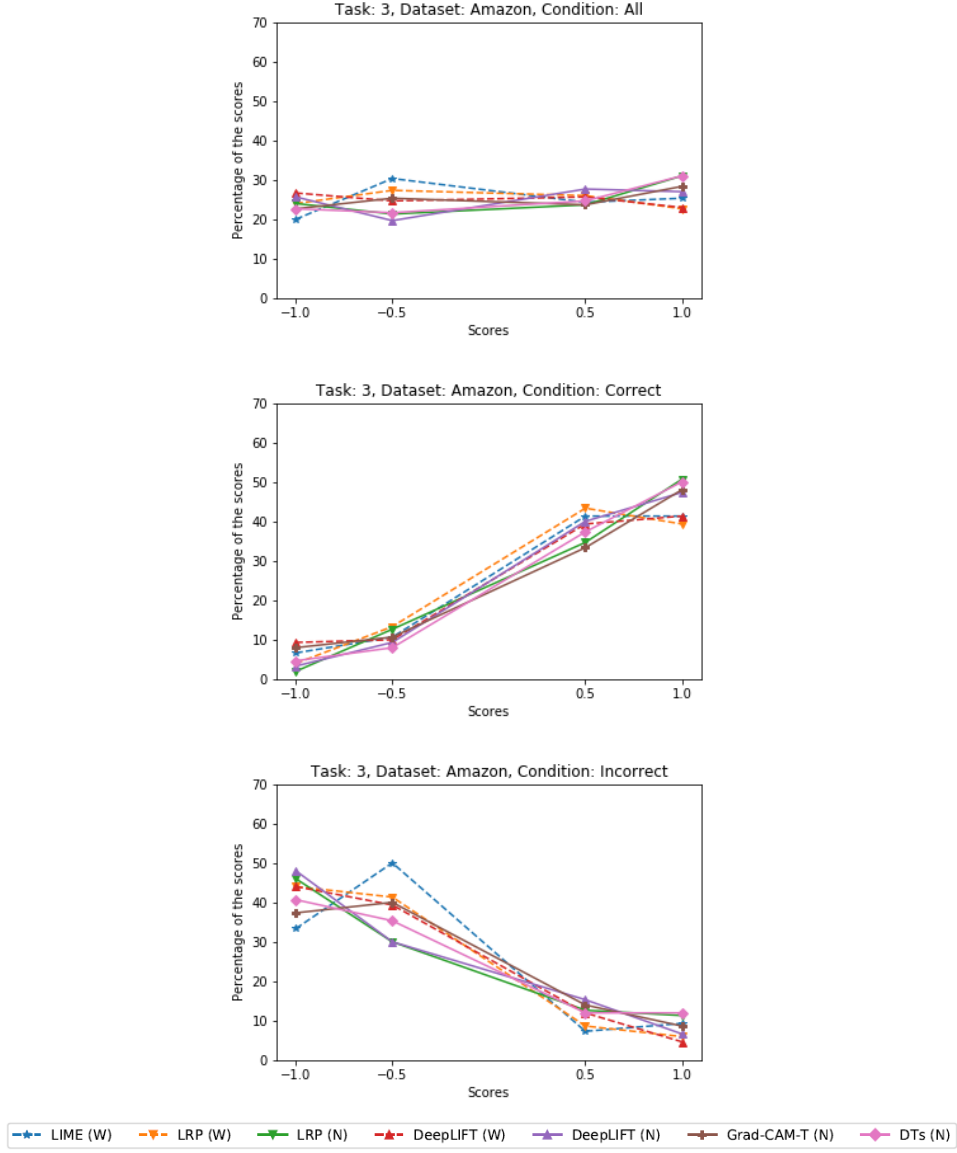 Task: 3, Dataset: Amazon, Condition: All
70
60
50
40
30
20
10
0
Percentage of the scores
−1.0 −0.5 0.5 1.0
Scores
Task: 3, Dataset: Amazon, Condition: Correct
70
60
50
40
30
20
10
0
Percentage of the scores
−1.0 −0.5 0.5 1.0
Scores
Task: 3, Dataset: Amazon, Condition: Incorrect
70
60
50
40
30
20
10
0
Percentage of the scores
−1.0 −0.5 0.5 1.0
Scores
LIME (W) LRP (W) LRP (N) DeepLIFT (W) DeepLIFT (N) Grad-CAM-T (N) DTs (N)